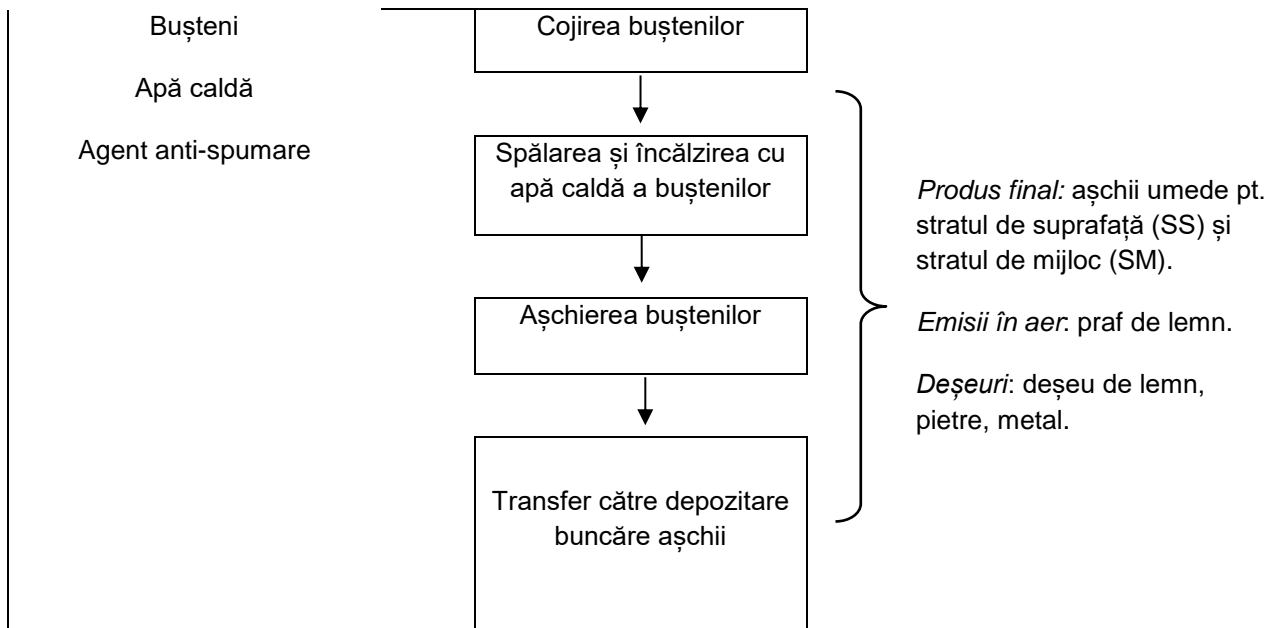 Bușteni
Apă caldă
Agent anti-spumare
Cojirea buștenilor
Spălarea și încălzirea cu
apă caldă a buștenilor
Așchierea buștenilor
Transfer către depozitare
buncăre așchii
Produs final: așchii umede pt.
stratul de suprafață (SS) și
stratul de mijloc (SM).
Emisii în aer: praf de lemn.
Deșeuri: deșeu de lemn,
pietre, metal.